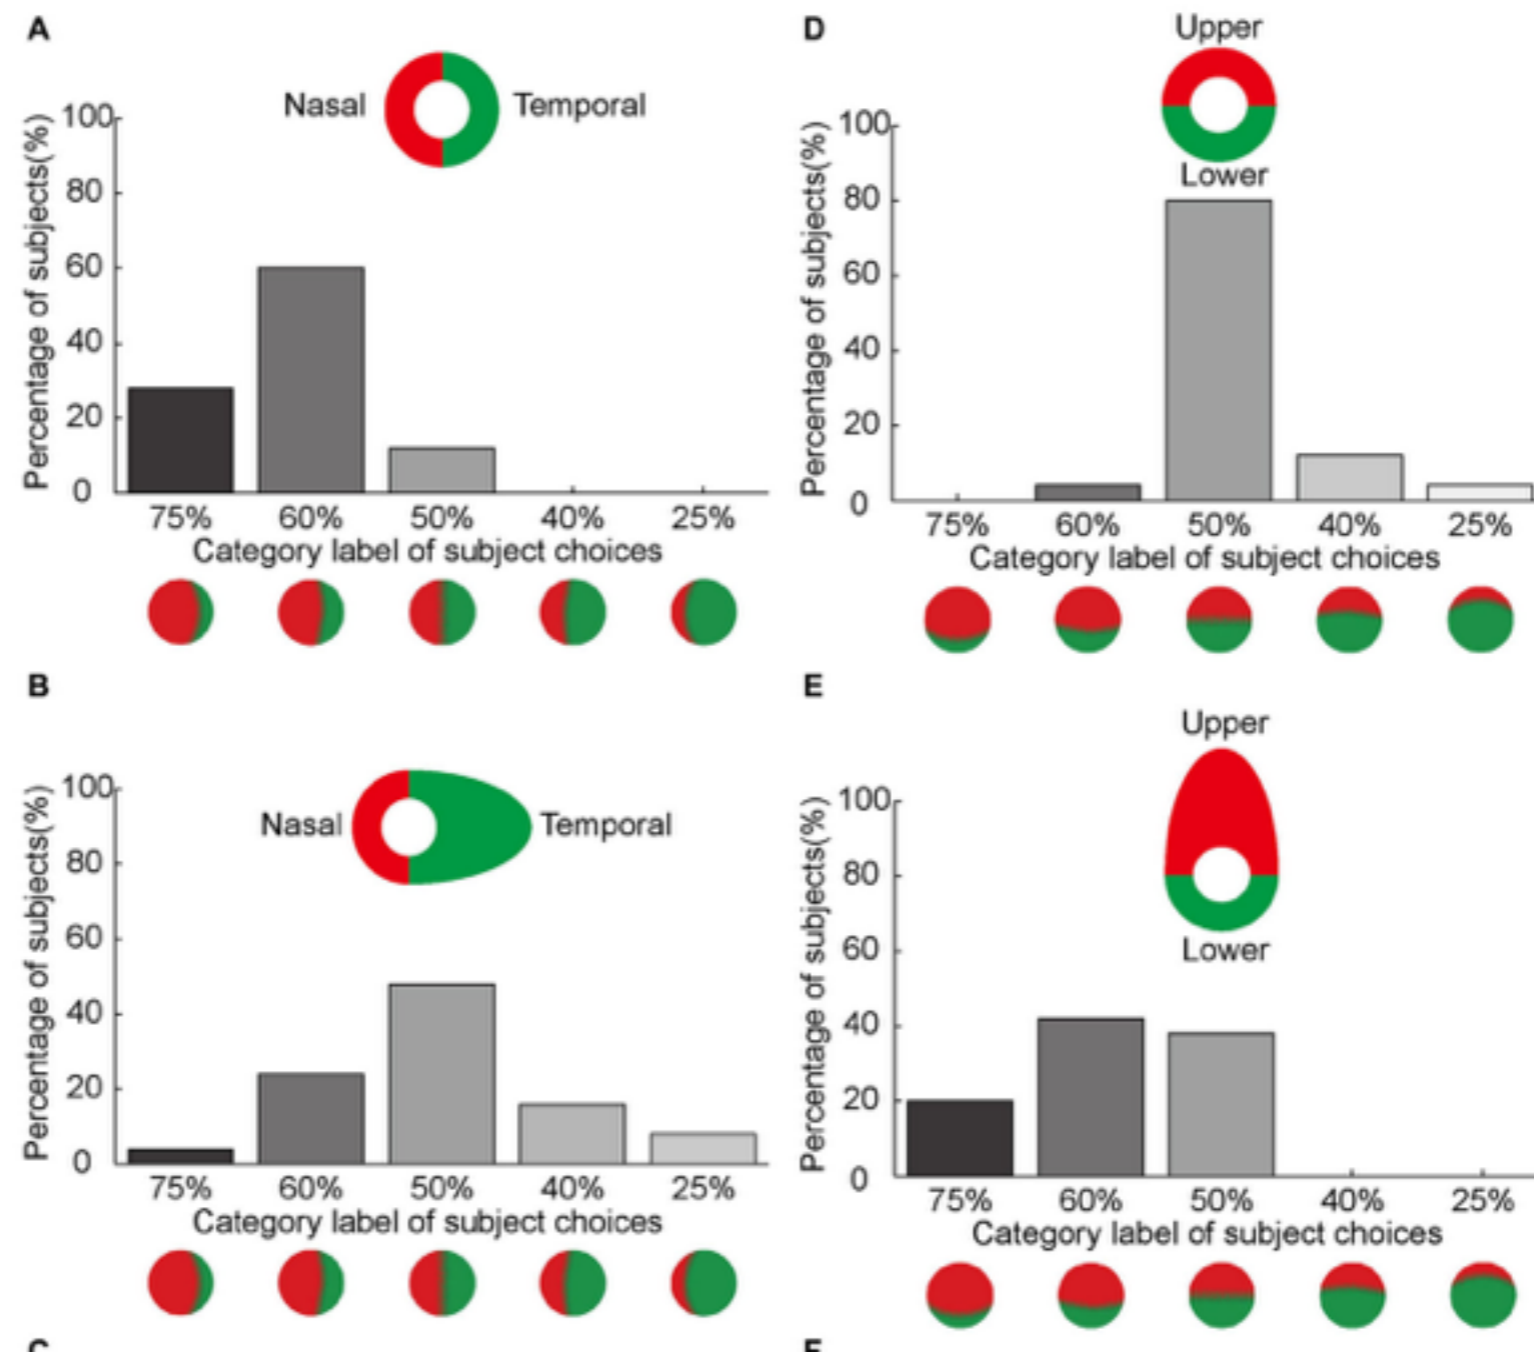 A
Nasal Temporal
Percentage of subjects(%)
100
80
60
40
20
0
75% 60% 50% 40% 25%
Category label of subject choices
B
Nasal Temporal
Percentage of subjects(%)
100
80
60
40
20
0
75% 60% 50% 40% 25%
Category label of subject choices
D
Upper
Lower
Percentage of subjects(%)
100
80
60
40
20
0
75% 60% 50% 40% 25%
Category label of subject choices
E
Upper
Lower
Percentage of subjects(%)
100
80
60
40
20
0
75% 60% 50% 40% 25%
Category label of subject choices